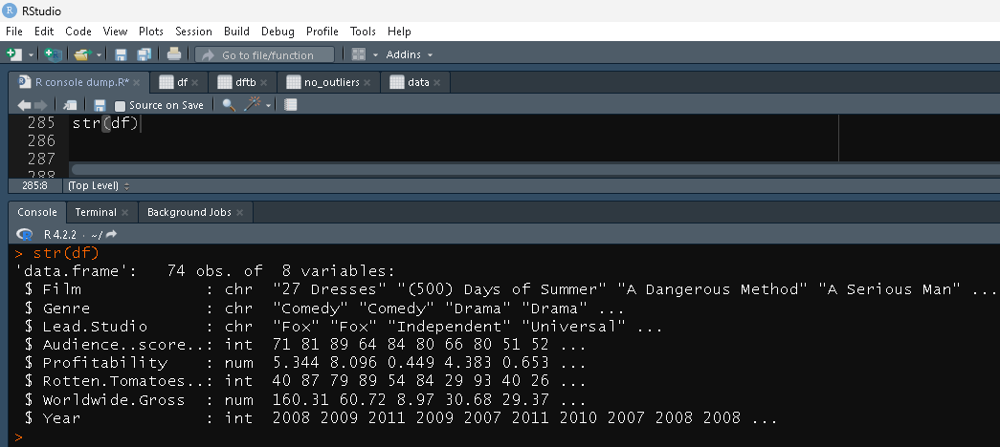 RStudio
File Edit Code View Plots Session Build Debug Profile Tools Help
Go to file/function Addins
R console dump.R* df dftb no_outliers data
Source on Save
285 str(df)
286
287
288
285:8 (Top Level)
Console Terminal Background Jobs
R 4.2.2 · ~/
> str(df)
'data.frame': 74 obs. of 8 variables:
$ Film : chr "27 Dresses" "(500) Days of Summer" "A Dangerous Method" "A Serious Man" ...
$ Genre : chr "Comedy" "Comedy" "Drama" "Drama" ...
$ Lead.Studio : chr "Fox" "Fox" "Independent" "Universal" ...
$ Audience..score..: int 71 81 89 64 84 80 66 80 51 52 ...
$ Profitability : num 5.344 8.096 0.449 4.383 0.653 ...
$ Rotten.Tomatoes..: int 40 87 79 89 54 84 29 93 40 26 ...
$ Worldwide.Gross : num 160.31 60.72 8.97 30.68 29.37 ...
$ Year : int 2008 2009 2011 2009 2007 2011 2010 2007 2008 2008 ...
>